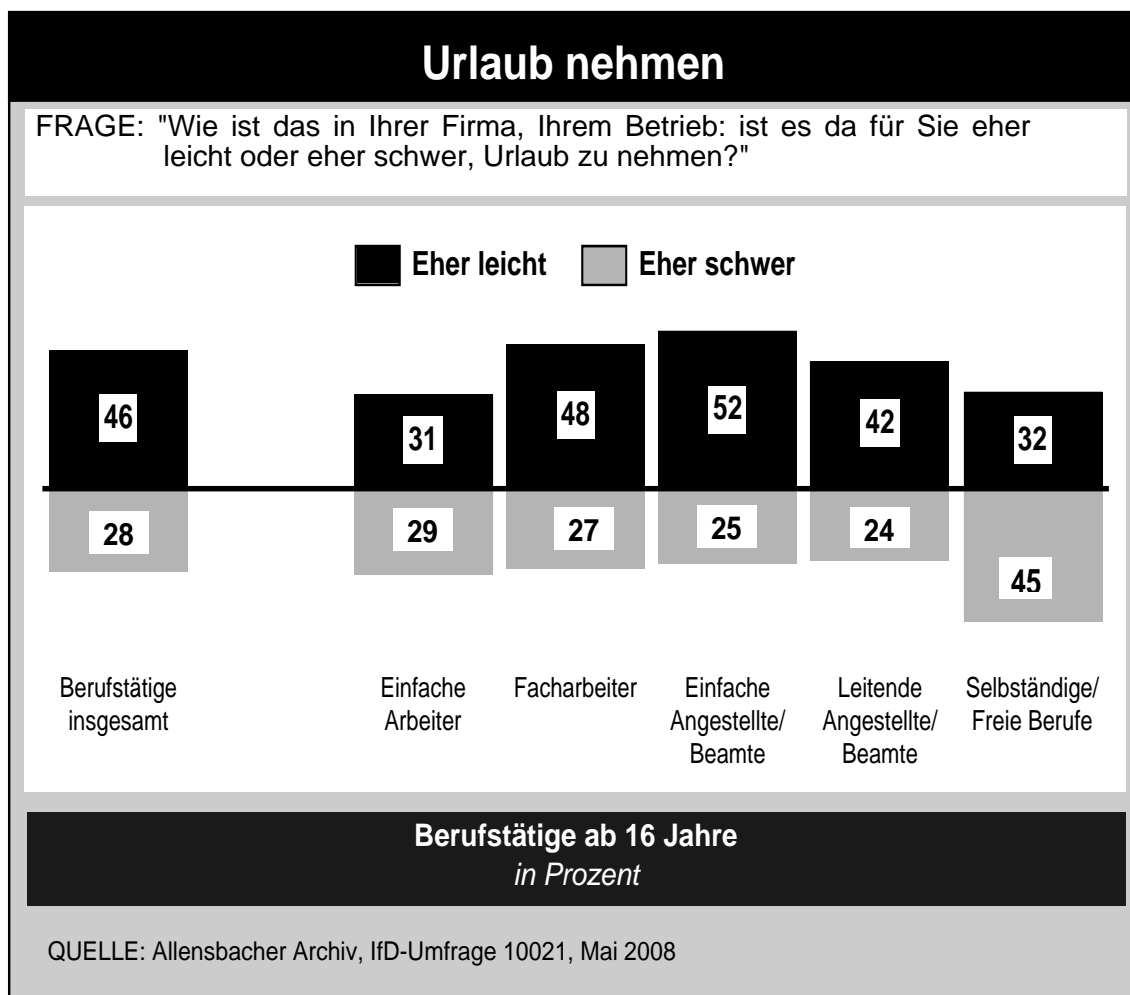 Urlaub nehmen
FRAGE: "Wie ist das in Ihrer Firma, Ihrem Betrieb: ist es da für Sie eher
leicht oder eher schwer, Urlaub zu nehmen?"
Eher leicht Eher schwer
46 31 48 52 42 32
28 29 27 25 24 45
Berufstätige
insgesamt
Einfache
Arbeiter
Facharbeiter
Einfache
Angestellte/
Beamte
Leitende
Angestellte/
Beamte
Selbständige/
Freie Berufe
Berufstätige ab 16 Jahre
in Prozent
QUELLE: Allensbacher Archiv, IfD-Umfrage 10021, Mai 2008